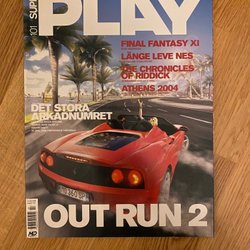 101
SUPER
PLAY
FINAL FANTASY XI
LÄNGE LEVE NES
THE CHRONICLES
OF RIDDICK
ATHENS 2004
DET STORA
ARKADNUMRET
OUT RUN 2